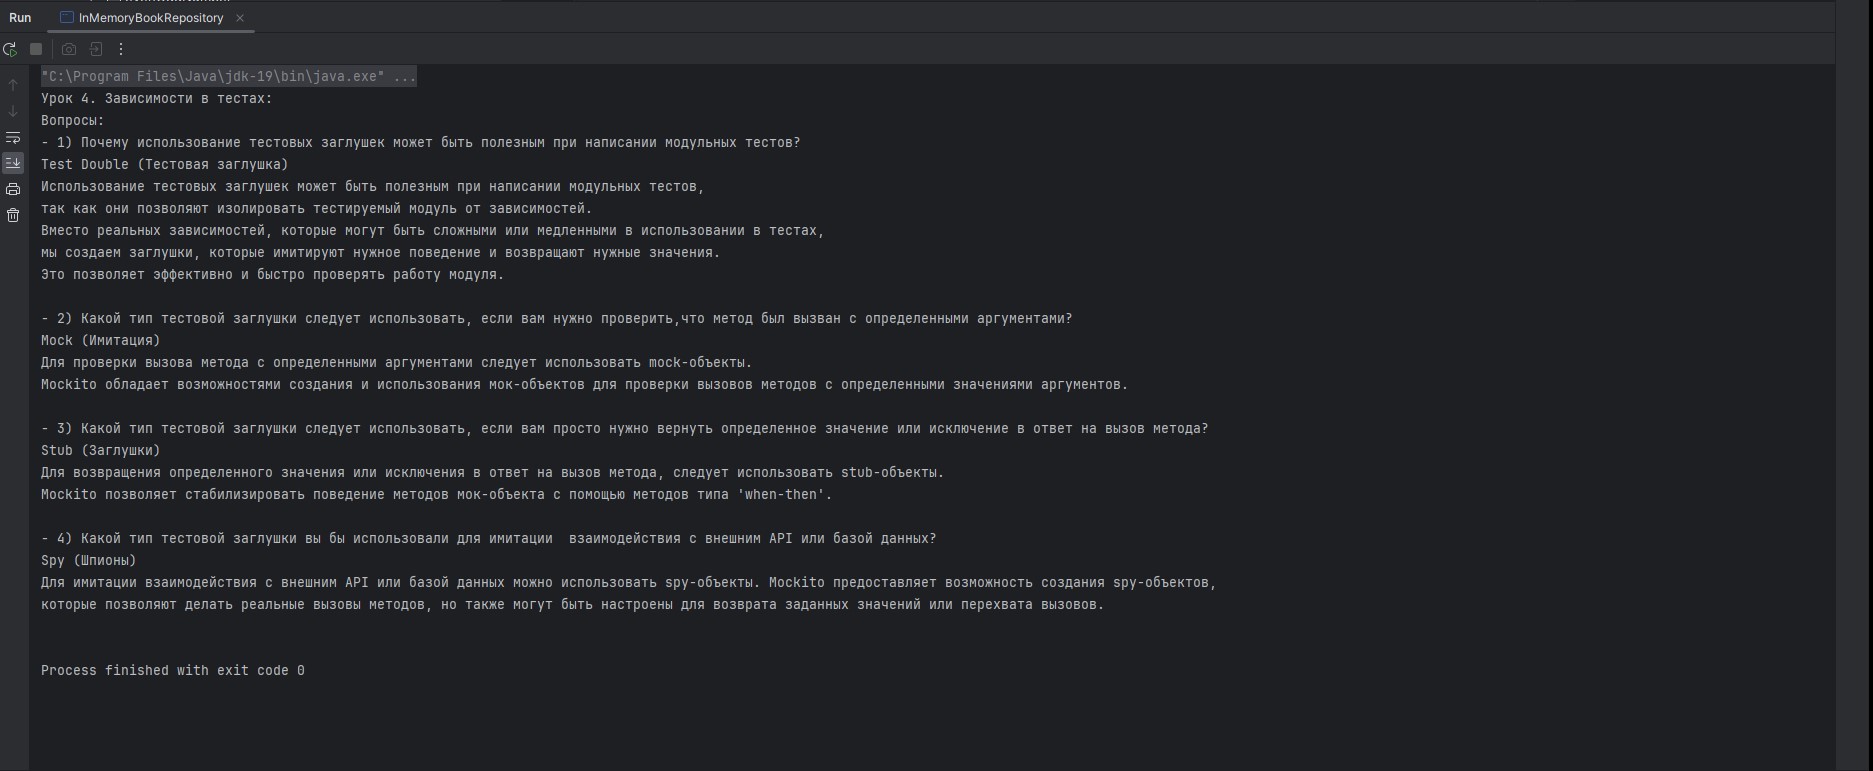 Run
InMemoryBookRepository
"C:\Program Files\Java\jdk-19\bin\java.exe" ...
Урок 4. Зависимости в тестах:
Вопросы:
- 1) Почему использование тестовых заглушек может быть полезным при написании модульных тестов?
Test Double (Тестовая заглушка)
Использование тестовых заглушек может быть полезным при написании модульных тестов,
так как они позволяют изолировать тестируемый модуль от зависимостей.
Вместо реальных зависимостей, которые могут быть сложными или медленными в использовании в тестах,
мы создаем заглушки, которые имитируют нужное поведение и возвращают нужные значения.
Это позволяет эффективно и быстро проверять работу модуля.
- 2) Какой тип тестовой заглушки следует использовать, если вам нужно проверить,что метод был вызван с определенными аргументами?
Mock (Имитация)
Для проверки вызова метода с определенными аргументами следует использовать mock-объекты.
Mockito обладает возможностями создания и использования мок-объектов для проверки вызовов методов с определенными значениями аргументов.
- 3) Какой тип тестовой заглушки следует использовать, если вам просто нужно вернуть определенное значение или исключение в ответ на вызов метода?
Stub (Заглушки)
Для возвращения определенного значения или исключения в ответ на вызов метода, следует использовать stub-объекты.
Mockito позволяет стабилизировать поведение методов мок-объекта с помощью методов типа 'when-then'.
- 4) Какой тип тестовой заглушки вы бы использовали для имитации  взаимодействия с внешним API или базой данных?
Spy (Шпионы)
Для имитации взаимодействия с внешним API или базой данных можно использовать spy-объекты. Mockito предоставляет возможность создания spy-объектов,
которые позволяют делать реальные вызовы методов, но также могут быть настроены для возврата заданных значений или перехвата вызовов.
Process finished with exit code 0